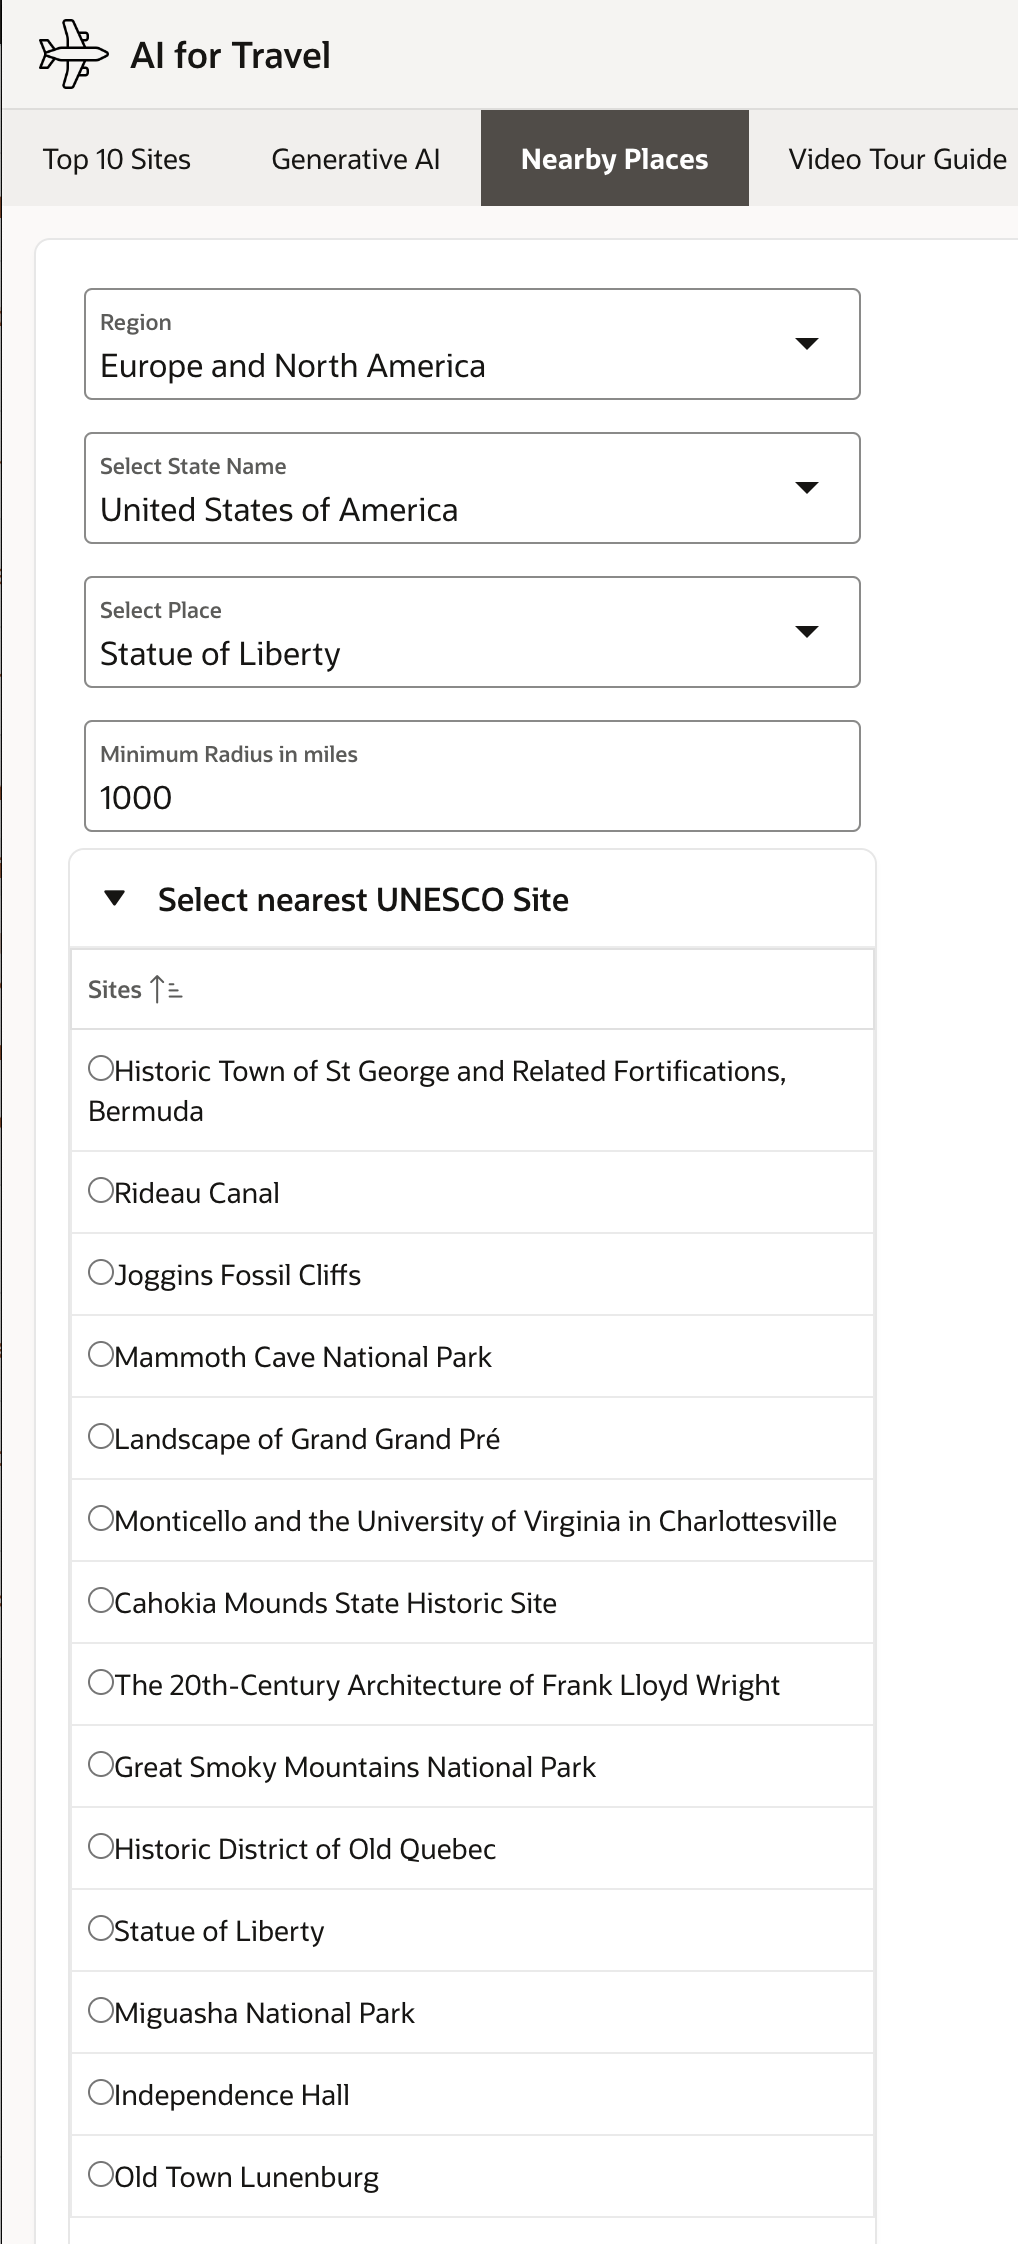 AI for Travel
Top 10 Sites Generative AI Nearby Places Video Tour Guide
Region
Europe and North America
Select State Name
United States of America
Select Place
Statue of Liberty
Minimum Radius in miles
1000
Select nearest UNESCO Site
Sites
Historic Town of St George and Related Fortifications,
Bermuda
Rideau Canal
Joggins Fossil Cliffs
Mammoth Cave National Park
Landscape of Grand Grand Pré
Monticello and the University of Virginia in Charlottesville
Cahokia Mounds State Historic Site
The 20th-Century Architecture of Frank Lloyd Wright
Great Smoky Mountains National Park
Historic District of Old Quebec
Statue of Liberty
Miguasha National Park
Independence Hall
Old Town Lunenburg